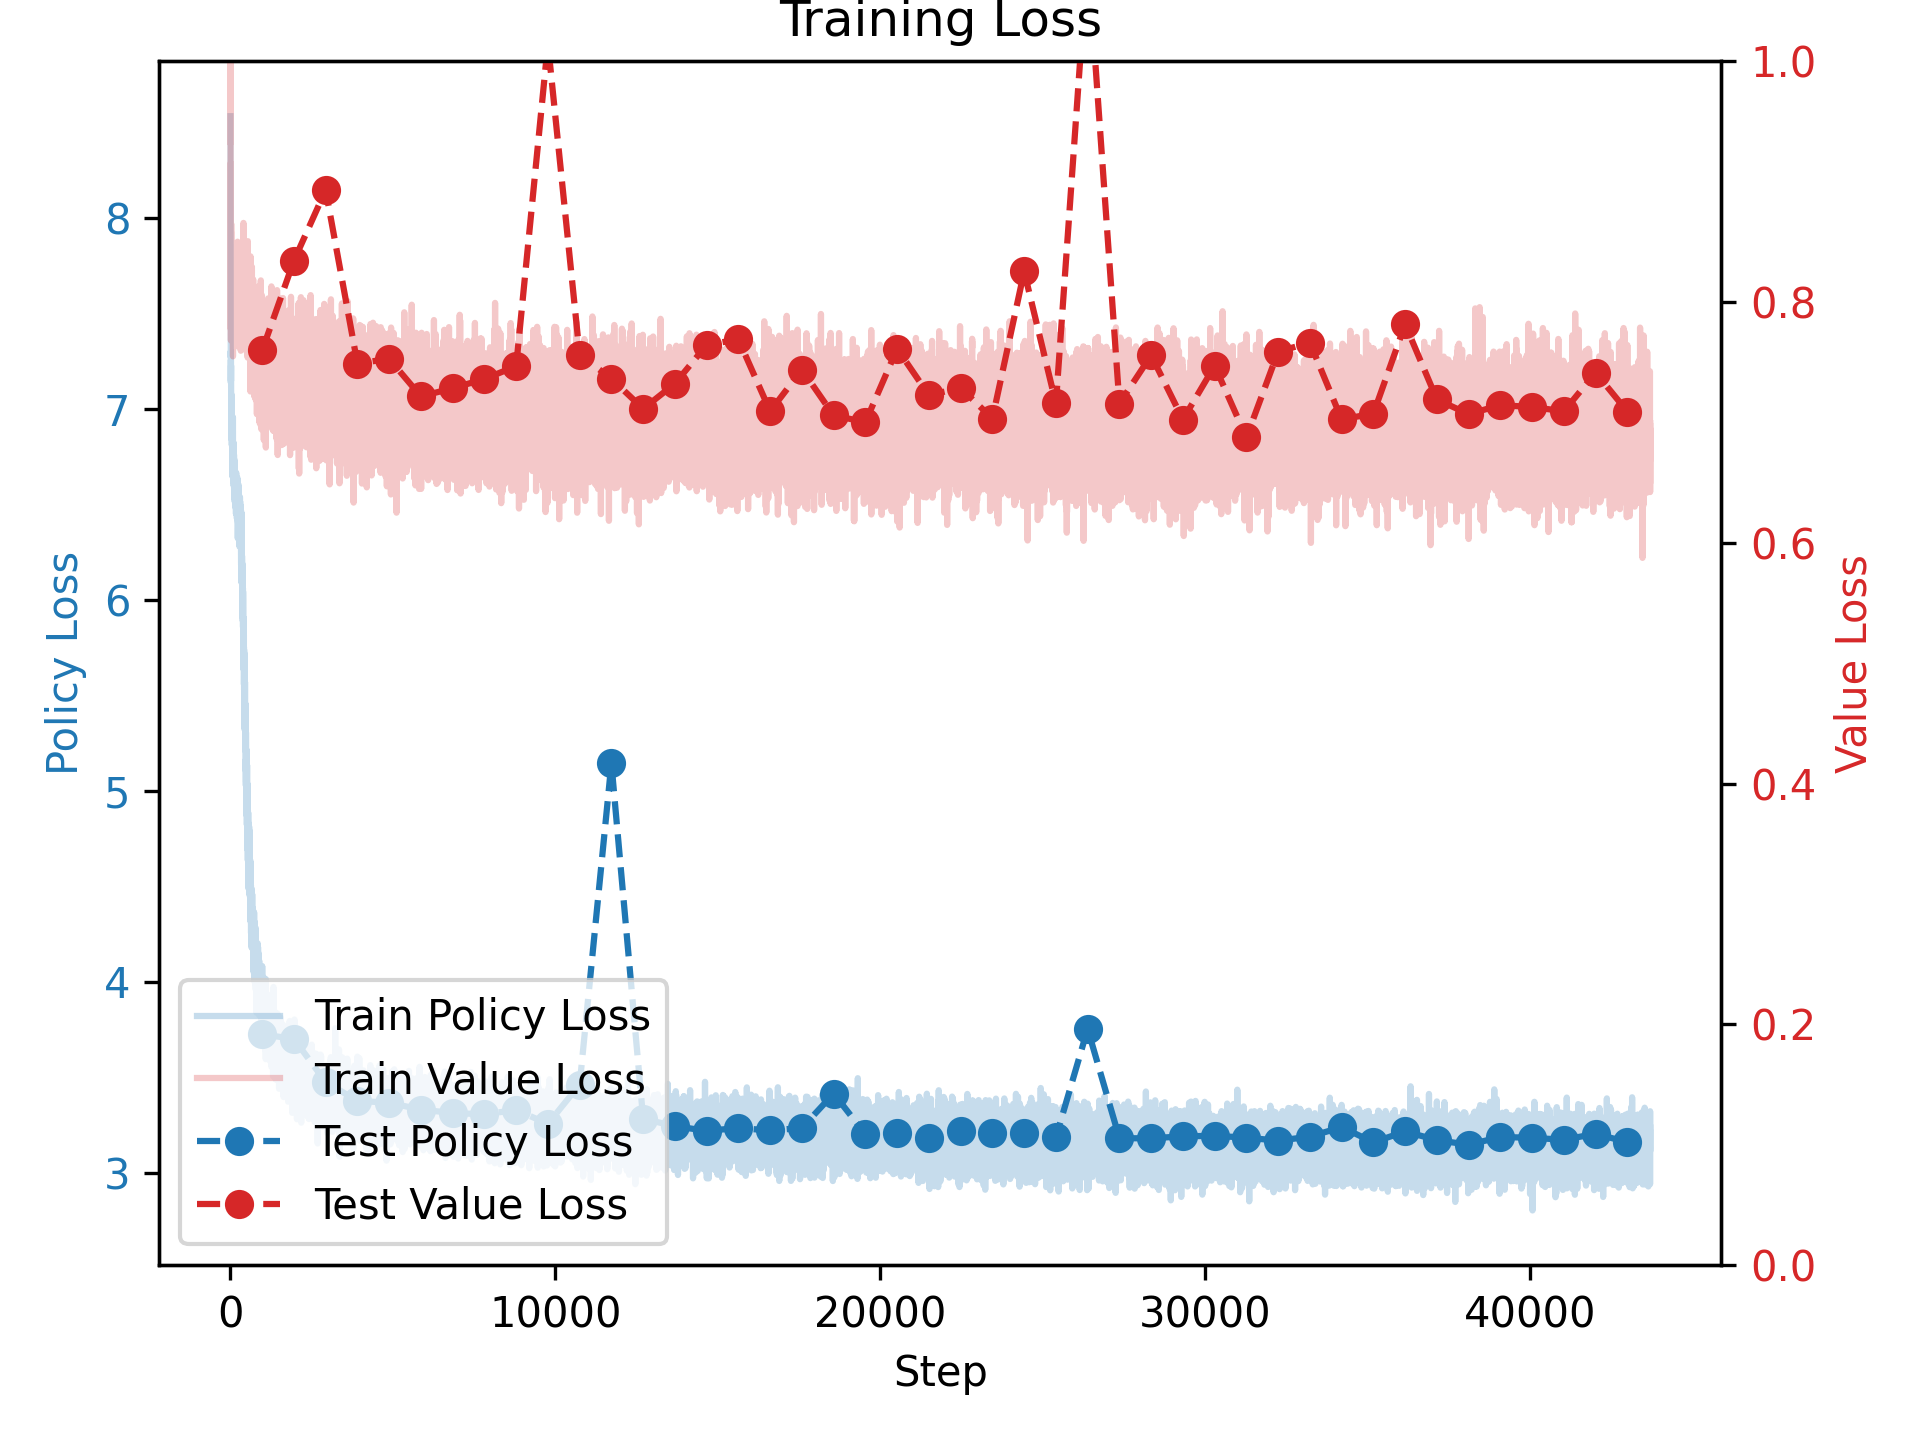 Training Loss
1.0
8
0.8
7
6
0.6
Policy Loss
Value Loss
5
0.4
4
Train Policy Loss
0.2
Train Value Loss
Test Policy Loss
3
Test Value Loss
0.0
0 10000 20000 30000 40000
Step